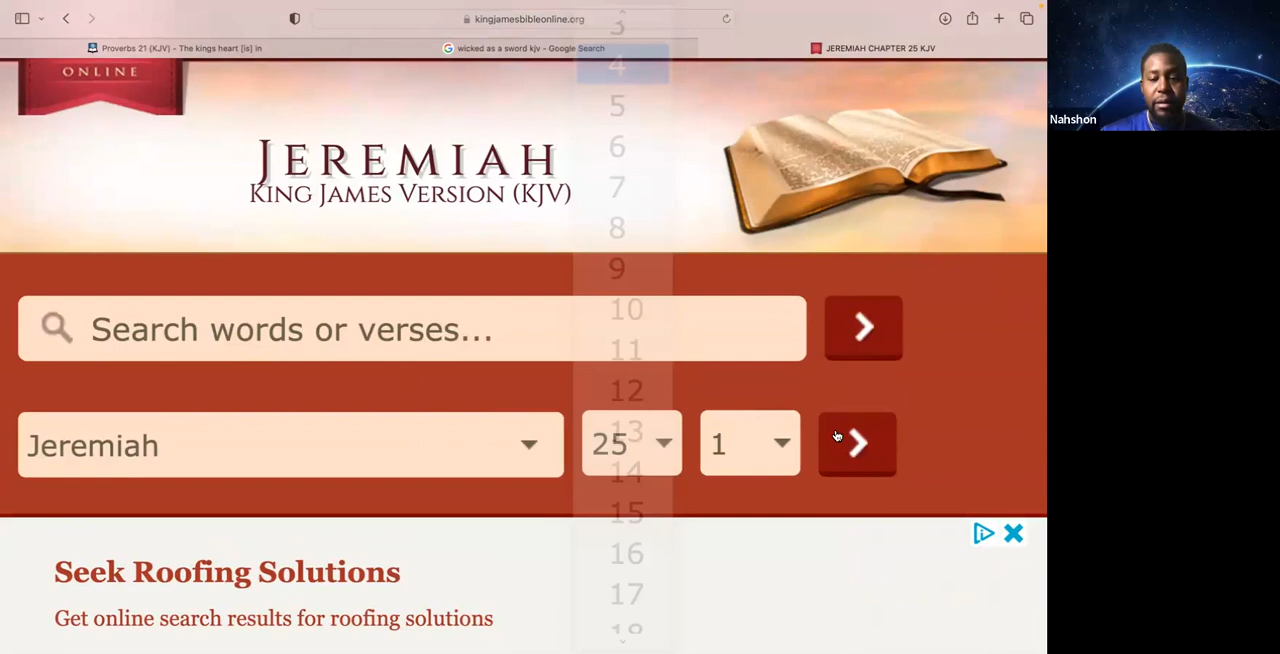 kingjamesbibleonline.org
Proverbs 21 (KJV) - The kings heart [is] in
wicked as a sword kjv - Google Search
JEREMIAH CHAPTER 25 KJV
ONLINE
JEREMIAH
KING JAMES VERSION (KJV)
Search words or verses...
Jeremiah
25
1
3
4
5
6
7
8
9
10
11
12
13
14
15
16
17
18
Seek Roofing Solutions
Get online search results for roofing solutions
Nahshon